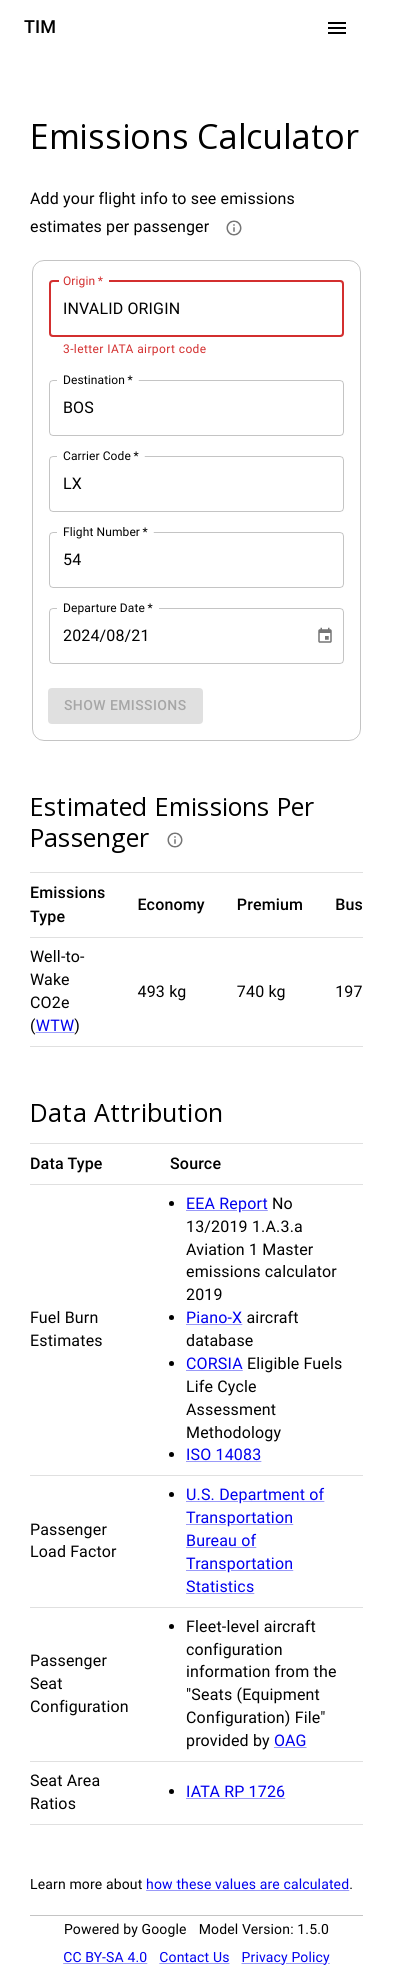 TIM
Emissions Calculator
Add your flight info to see emissions
estimates per passenger
Origin *
INVALID ORIGIN
3-letter IATA airport code
Destination *
BOS
Carrier Code *
LX
Flight Number *
54
Departure Date *
2024/08/21
SHOW EMISSIONS
Estimated Emissions Per
Passenger
Emissions
Type
Economy
Premium
Bus
Well-to-
Wake
CO2e
(WTW)
493 kg
740 kg
197
Data Attribution
Data Type
Source
Fuel Burn
Estimates
• EEA Report No
13/2019 1.A.3.a
Aviation 1 Master
emissions calculator
2019
• Piano-X aircraft
database
• CORSIA Eligible Fuels
Life Cycle
Assessment
Methodology
• ISO 14083
Passenger
Load Factor
• U.S. Department of
Transportation
Bureau of
Transportation
Statistics
Passenger
Seat
Configuration
• Fleet-level aircraft
configuration
information from the
"Seats (Equipment
Configuration) File"
provided by OAG
Seat Area
Ratios
• IATA RP 1726
Learn more about how these values are calculated.
Powered by Google Model Version: 1.5.0
CC BY-SA 4.0 Contact Us Privacy Policy